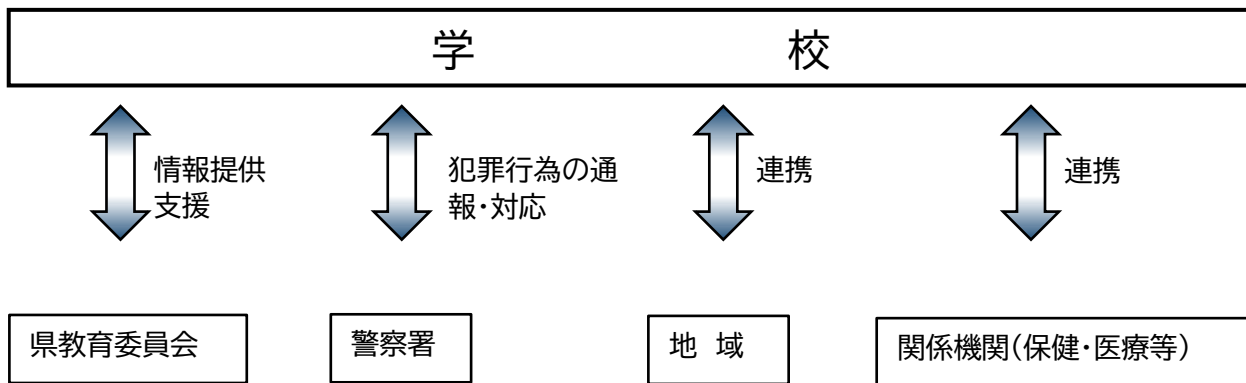 学　校
情報提供
支援
犯罪行為の通
報・対応
連携
連携
県教育委員会
警察署
地 域
関係機関(保健・医療等)